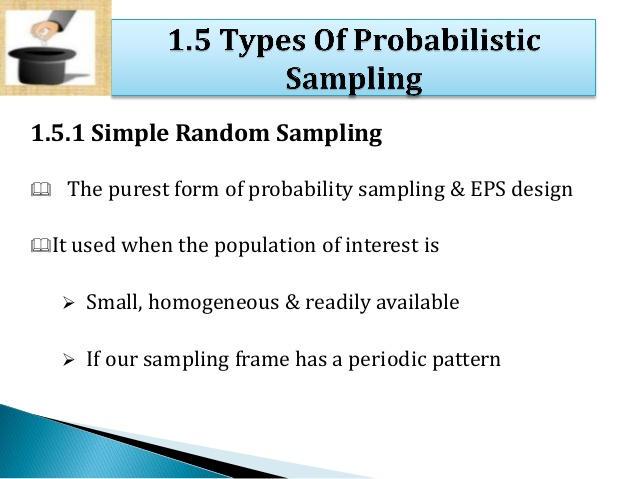 1.5 Types Of Probabilistic
Sampling
1.5.1 Simple Random Sampling
The purest form of probability sampling & EPS design
It used when the population of interest is
Small, homogeneous & readily available
If our sampling frame has a periodic pattern